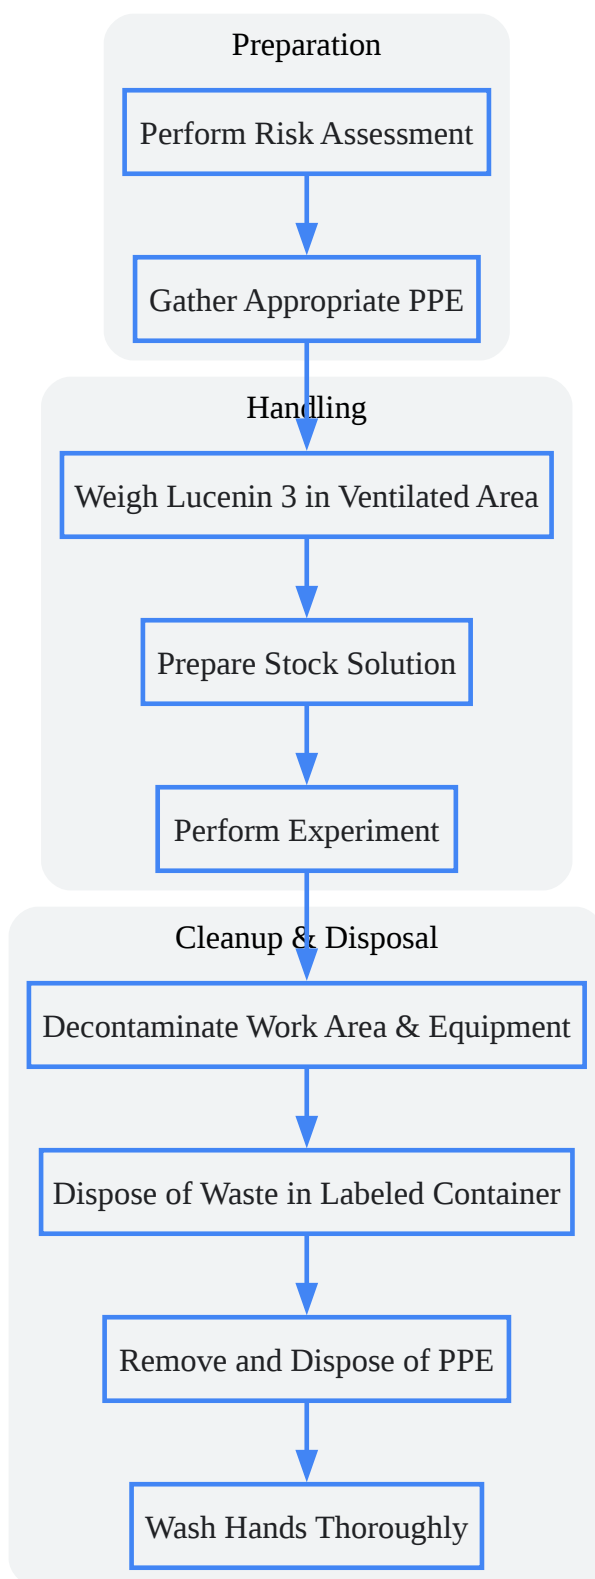 Preparation
Perform Risk Assessment
Gather Appropriate PPE
Handling
Weigh Lucenin 3 in Ventilated Area
Prepare Stock Solution
Perform Experiment
Cleanup & Disposal
Decontaminate Work Area & Equipment
Dispose of Waste in Labeled Container
Remove and Dispose of PPE
Wash Hands Thoroughly